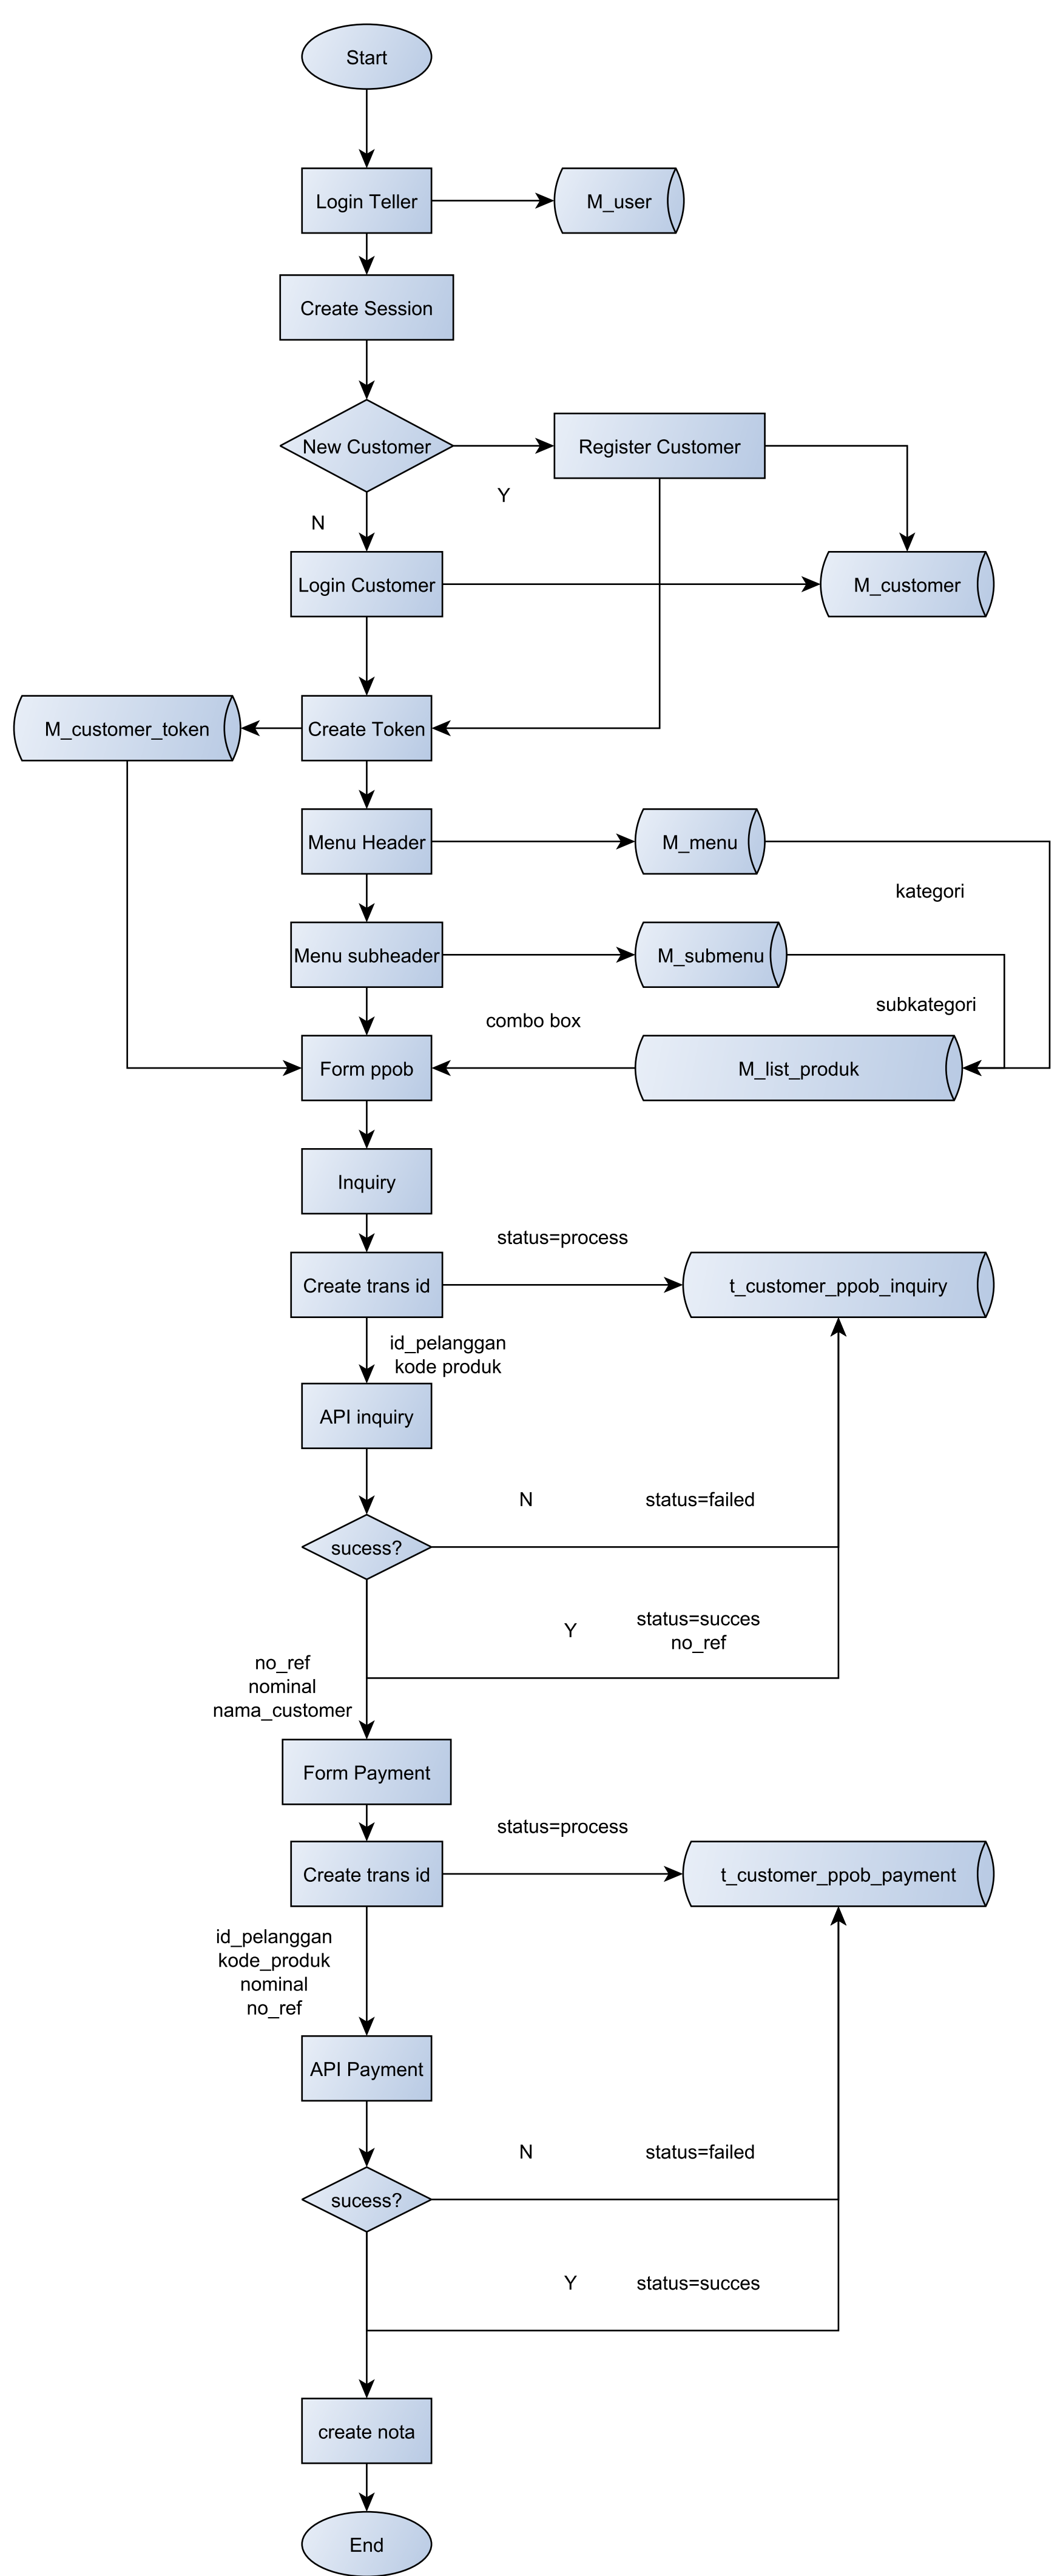 Start
Login Teller
M_user
Create Session
New Customer
Register Customer
Y
N
Login Customer
M_customer
M_customer_token
Create Token
Menu Header
M_menu
kategori
Menu subheader
M_submenu
subkategori
combo box
Form ppob
M_list_produk
Inquiry
status=process
Create trans id
t_customer_ppob_inquiry
id_pelanggan
kode produk
API inquiry
N
status=failed
sucess?
Y
status=succes
no_ref
no_ref
nominal
nama_customer
Form Payment
status=process
Create trans id
t_customer_ppob_payment
id_pelanggan
kode_produk
nominal
no_ref
API Payment
N
status=failed
sucess?
Y
status=succes
create nota
End